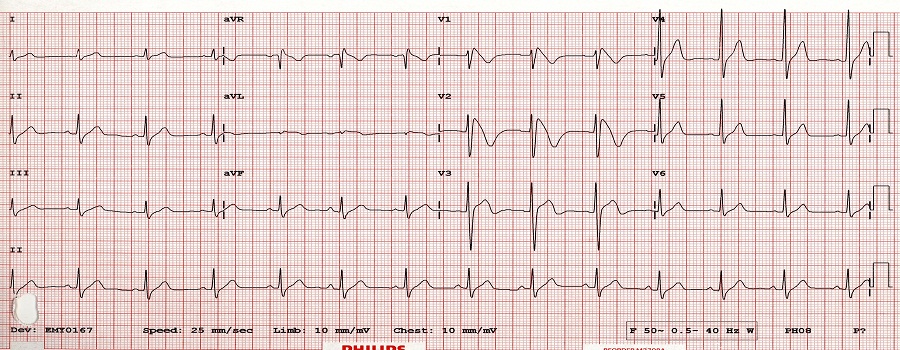 I aVR V1 V4
II aVL V2 V5
III aVF V3 V6
II
Dev: EMY0167 Speed: 25 mm/sec Limb: 10 mm/mV Chest: 10 mm/mV F 50~ 0.5- 40 Hz W PH08 P?
PHILIPS